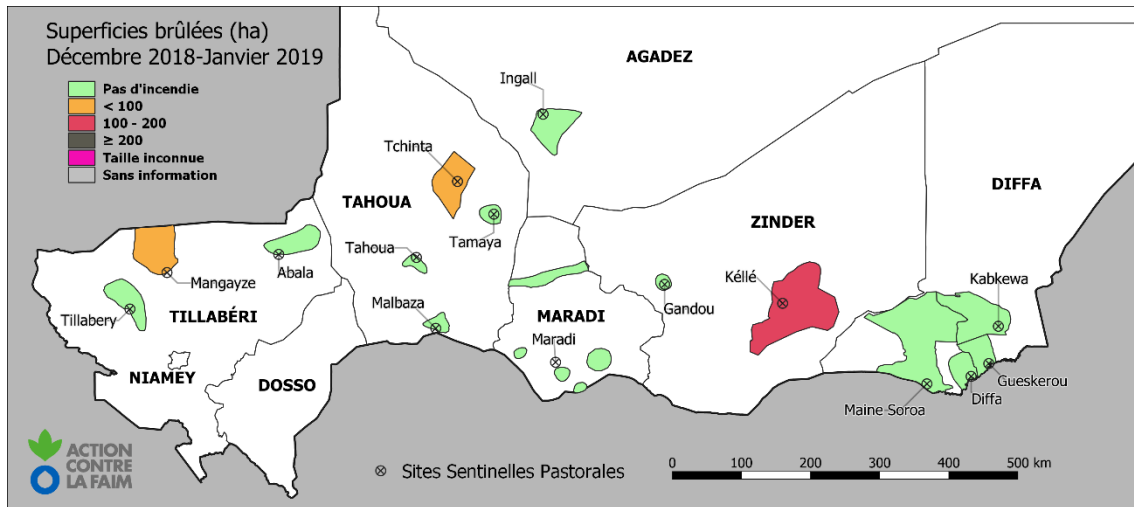 Superficies brûlées (ha)
Décembre 2018-Janvier 2019
Pas d'incendie
< 100
100 - 200
≥ 200
Taille inconnue
Sans information
AGADEZ
Ingall
Tchinta
DIFFA
TAHOUA
ZINDER
Tamaya
Tahoua
Abala
Mangayze
Kéllé
Kabkewa
Gandou
Malbaza
Tillabery
TILLABÉRI
MARADI
Maradi
NIAMEY
DOSSO
Gueskerou
Diffa
Maine-Soroa
ACTION
CONTRE
LA FAIM
Sites Sentinelles Pastorales
0 100 200 300 400 500 km